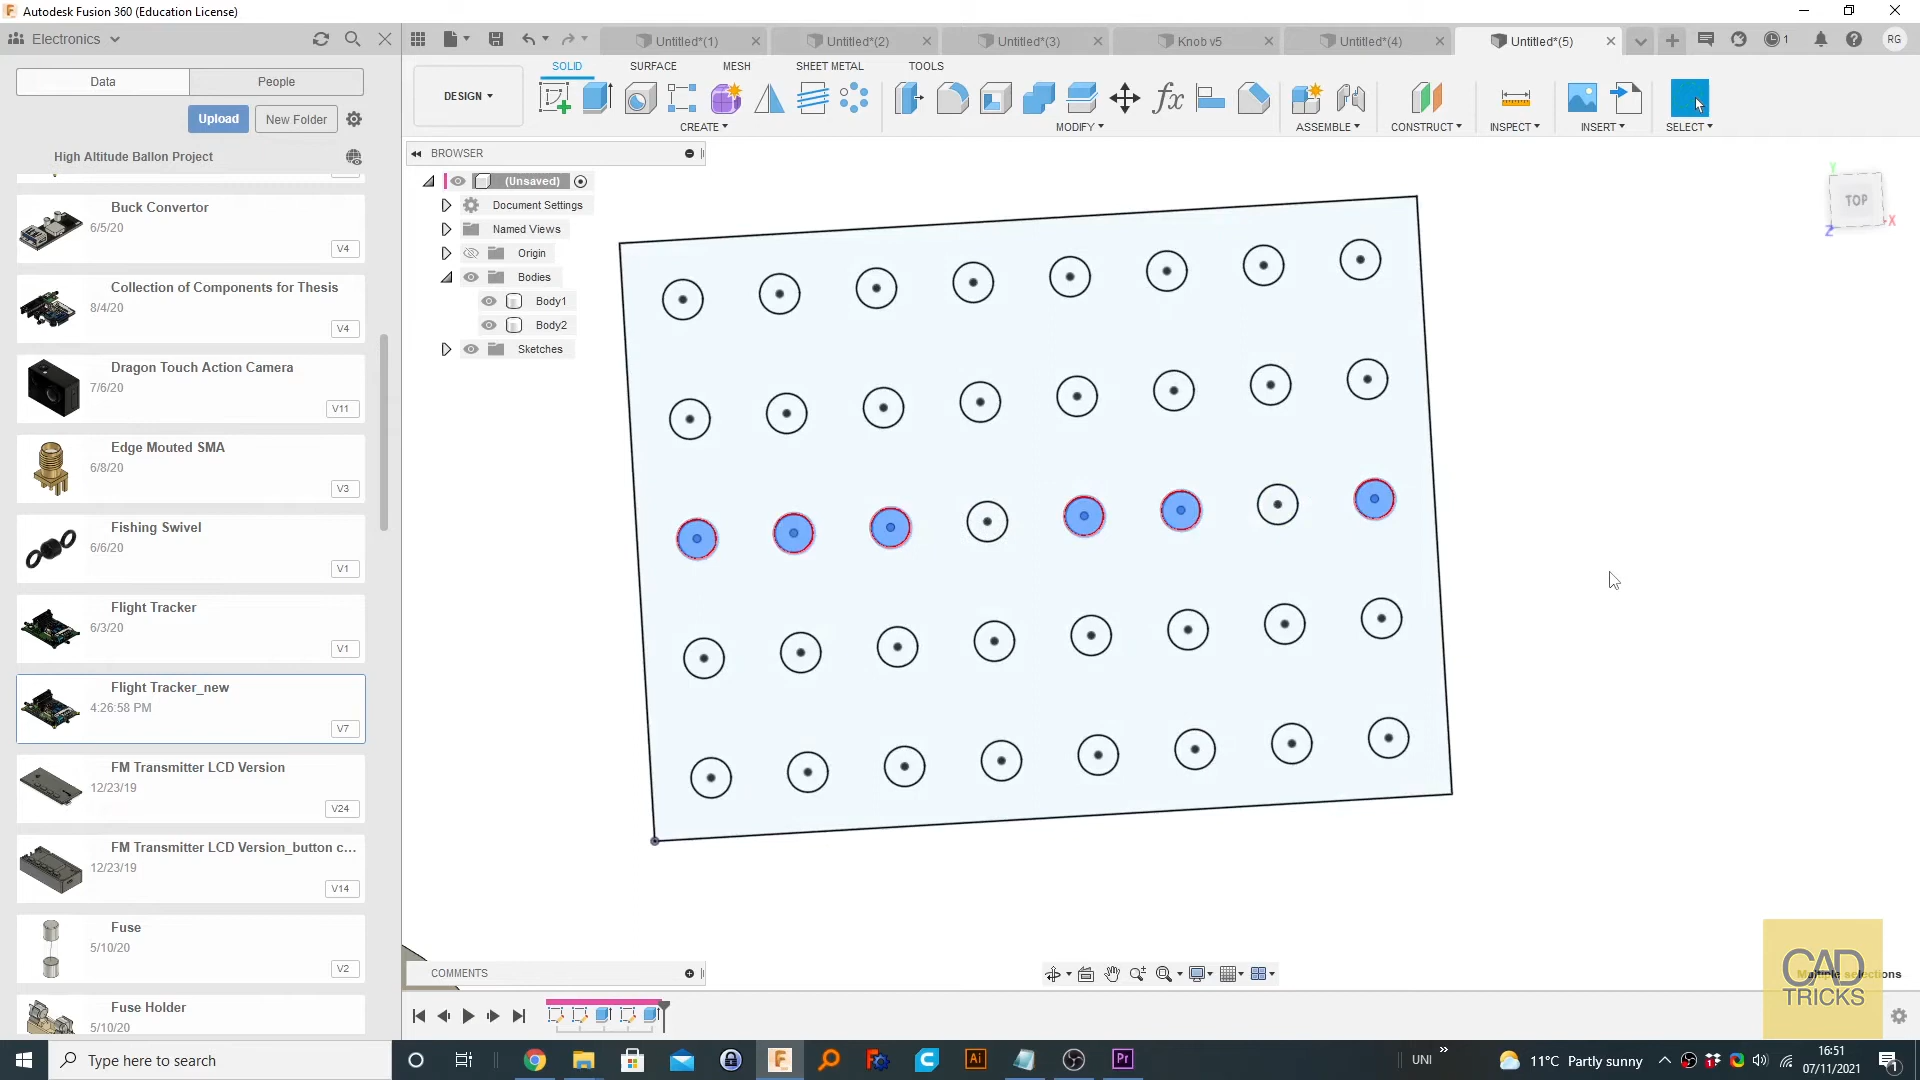 Autodesk Fusion 360 (Education License)
Electronics
Untitled*(1)
Untitled*(2)
Untitled*(3)
Knob v5
Untitled*(4)
Untitled*(5)
1
RG
Data
People
DESIGN
SOLID
SURFACE
MESH
SHEET METAL
TOOLS
Upload
New Folder
CREATE
MODIFY
ASSEMBLE
CONSTRUCT
INSPECT
INSERT
SELECT
High Altitude Ballon Project
BROWSER
(Unsaved)
Document Settings
Named Views
Origin
Bodies
Body1
Body2
Sketches
Y
TOP
X
Z
Buck Convertor
6/5/20
V4
Collection of Components for Thesis
8/4/20
V4
Dragon Touch Action Camera
7/6/20
V11
Edge Mouted SMA
6/8/20
V3
Fishing Swivel
6/6/20
V1
Flight Tracker
6/3/20
V1
Flight Tracker_new
4:26:58 PM
V7
FM Transmitter LCD Version
12/23/19
V24
FM Transmitter LCD Version_button c...
12/23/19
V14
Fuse
5/10/20
V2
Fuse Holder
5/10/20
COMMENTS
Multiple selections
CAD
TRICKS
Type here to search
Ai
Pr
UNI
11°C Partly sunny
16:51
07/11/2021
1